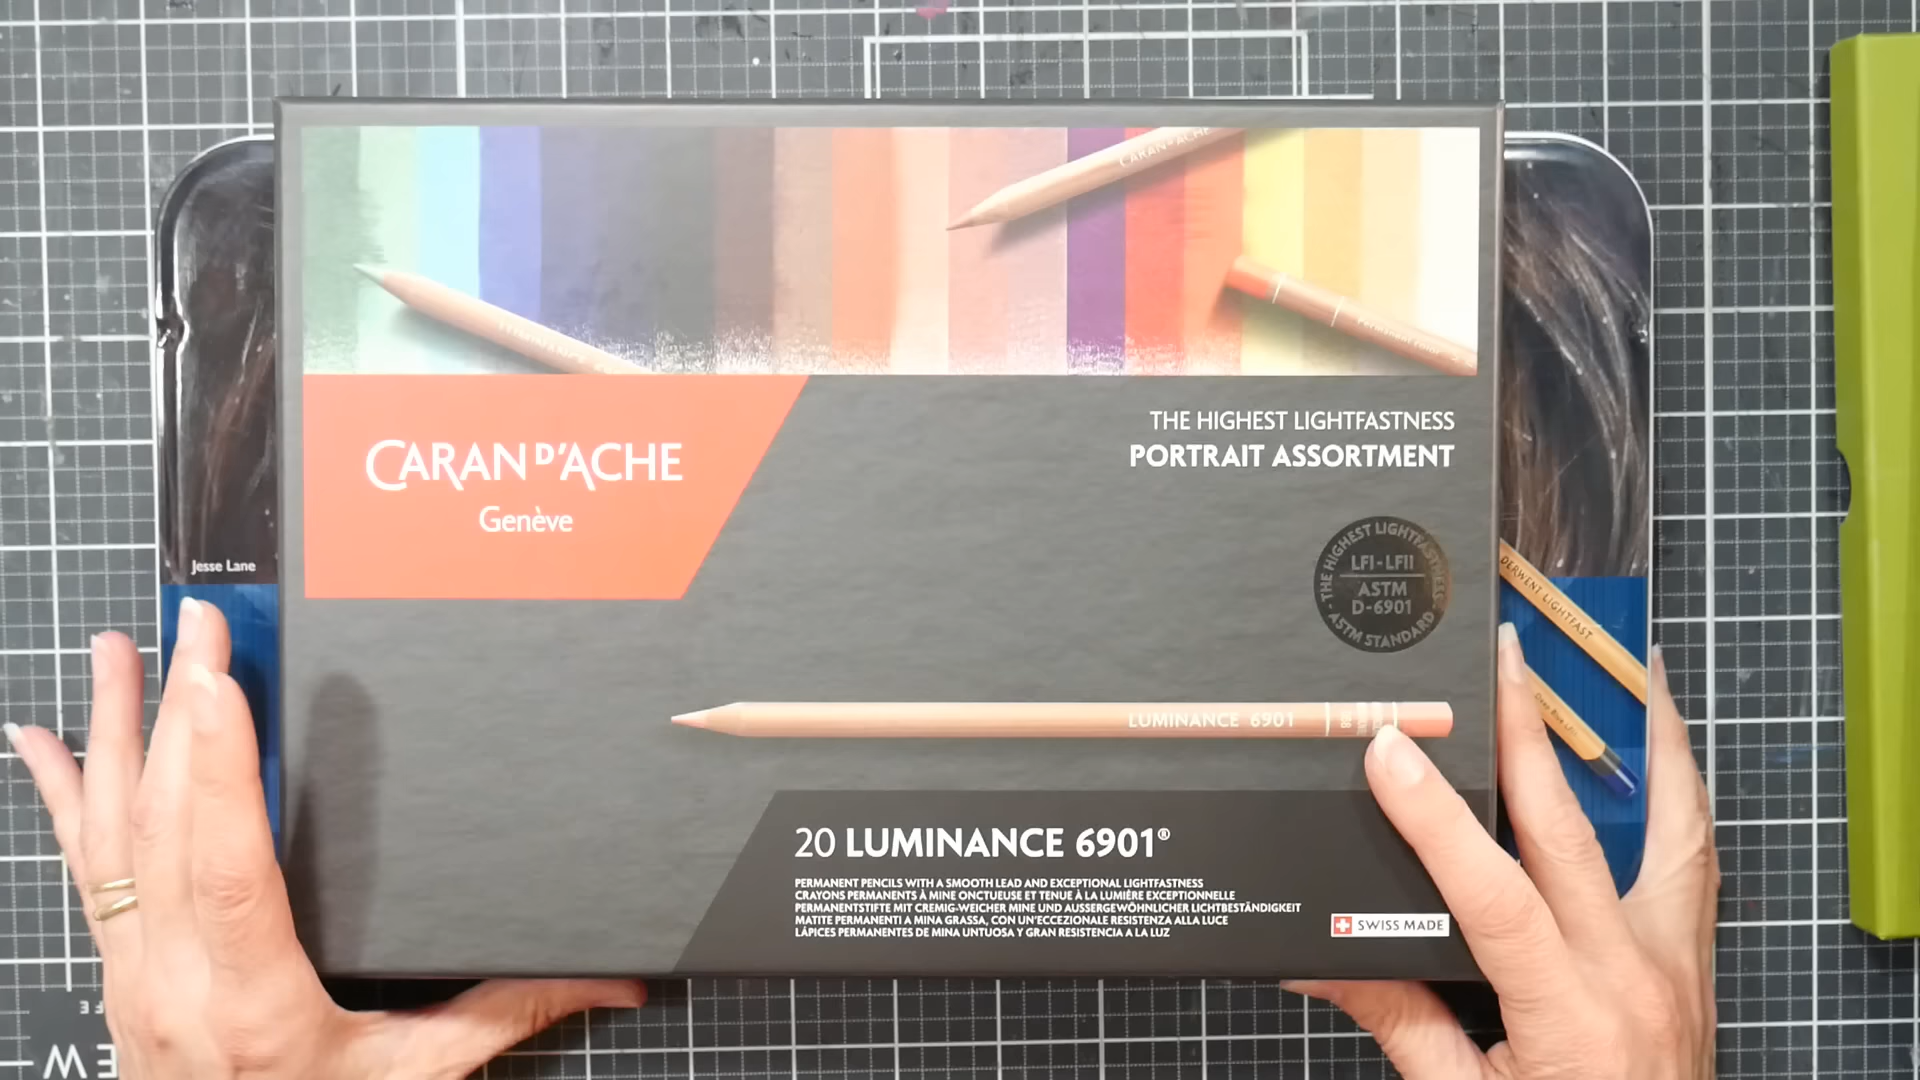 CARAN D'ACHE
CARAN D'ACHE
Genève
THE HIGHEST LIGHTFASTNESS
PORTRAIT ASSORTMENT
THE HIGHEST LIGHTFASTNESS
LFI-LFII
ASTM
D-6901
ASTM STANDARD
Jesse Lane
DERWENT LIGHTFAST
LUMINANCE 6901
20 LUMINANCE 6901®
PERMANENT PENCILS WITH A SMOOTH LEAD AND EXCEPTIONAL LIGHTFASTNESS
CRAYONS PERMANENTS À MINE ONCTUEUSE ET TENUE À LA LUMIÈRE EXCEPTIONNELLE
PERMANENTSTIFTE MIT CREMIG-WEICHER MINE UND AUSSERGEWÖHNLICHER LICHTBESTÄNDIGKEIT
MATITE PERMANENTI A MINA GRASSA, CON UN'ECCEZIONALE RESISTENZA ALLA LUCE
LÁPICES PERMANENTES DE MINA UNTUOSA Y GRAN RESISTENCIA A LA LUZ
SWISS MADE